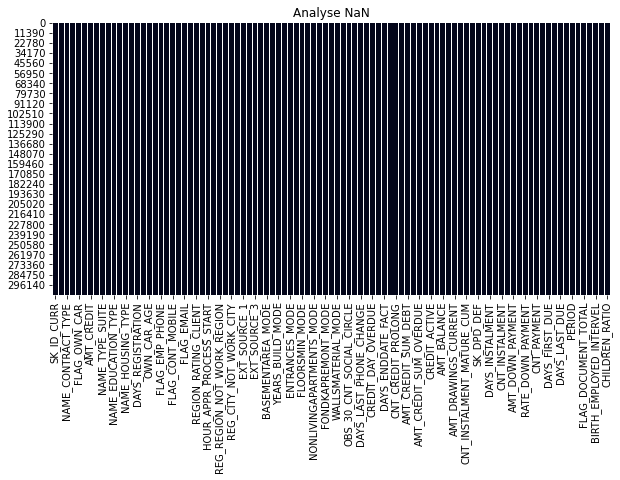 Analyse NaN
0
11390
22780
34170
45560
56950
68340
79730
91120
102510
113900
125290
136680
148070
159460
170850
182240
193630
205020
216410
227800
239190
250580
261970
273360
284750
296140
SK_ID_CURR
NAME_CONTRACT_TYPE
FLAG_OWN_CAR
AMT_CREDIT
NAME_TYPE_SUITE
NAME_EDUCATION_TYPE
NAME_HOUSING_TYPE
DAYS_REGISTRATION
OWN_CAR_AGE
FLAG_EMP_PHONE
FLAG_CONT_MOBILE
FLAG_EMAIL
REGION_RATING_CLIENT
HOUR_APPR_PROCESS_START
REG_REGION_NOT_WORK_REGION
REG_CITY_NOT_WORK_CITY
EXT_SOURCE_1
EXT_SOURCE_3
BASEMENTAREA_MODE
YEARS_BUILD_MODE
ENTRANCES_MODE
FLOORSMIN_MODE
NONLIVINGAPARTMENTS_MODE
FONDKAPREMONT_MODE
WALLSMATERIAL_MODE
OBS_30_CNT_SOCIAL_CIRCLE
DAYS_LAST_PHONE_CHANGE
CREDIT_DAY_OVERDUE
DAYS_ENDDATE_FACT
CNT_CREDIT_PROLONG
AMT_CREDIT_SUM_DEBT
AMT_CREDIT_SUM_OVERDUE
CREDIT_ACTIVE
AMT_BALANCE
AMT_DRAWINGS_CURRENT
CNT_INSTALMENT_MATURE_CUM
SK_DPD_DEF
DAYS_INSTALMENT
CNT_INSTALMENT
AMT_DOWN_PAYMENT
RATE_DOWN_PAYMENT
CNT_PAYMENT
DAYS_FIRST_DUE
DAYS_LAST_DUE
PERIOD
FLAG_DOCUMENT_TOTAL
BIRTH_EMPLOYED_INTERVEL
CHILDREN_RATIO